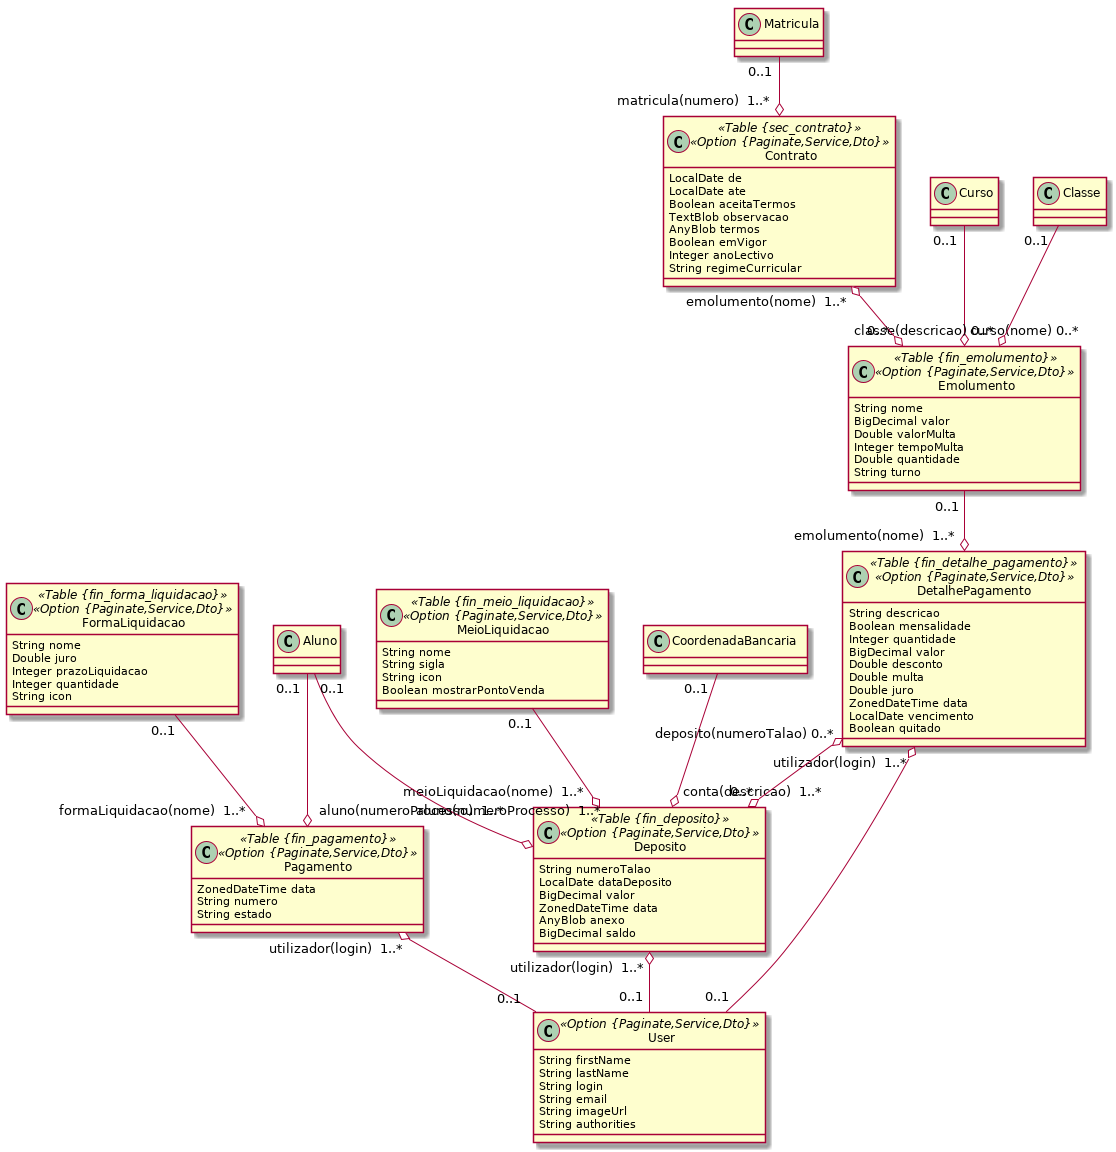 Matricula
0..1
matricula(numero)  1..*
«Table {sec_contrato}»
«Option {Paginate,Service,Dto}»
Contrato
LocalDate de
LocalDate ate
Boolean aceitaTermos
TextBlob observacao
AnyBlob termos
Boolean emVigor
Integer anoLectivo
String regimeCurricular
Curso
Classe
0..1
0..1
emolumento(nome)  1..*
0..*
classe(descricao) 0..*
curso(nome) 0..*
«Table {fin_emolumento}»
«Option {Paginate,Service,Dto}»
Emolumento
String nome
BigDecimal valor
Double valorMulta
Integer tempoMulta
Double quantidade
String turno
0..1
emolumento(nome)  1..*
«Table {fin_detalhe_pagamento}»
«Option {Paginate,Service,Dto}»
DetalhePagamento
String descricao
Boolean mensalidade
Integer quantidade
BigDecimal valor
Double desconto
Double multa
Double juro
ZonedDateTime data
LocalDate vencimento
Boolean quitado
«Table {fin_forma_liquidacao}»
«Option {Paginate,Service,Dto}»
FormaLiquidacao
String nome
Double juro
Integer prazoLiquidacao
Integer quantidade
String icon
Aluno
«Table {fin_meio_liquidacao}»
«Option {Paginate,Service,Dto}»
MeioLiquidacao
String nome
String sigla
String icon
Boolean mostrarPontoVenda
CoordenadaBancaria
0..1
0..1
0..1
0..1
0..1
deposito(numeroTalao) 0..*
utilizador(login)  1..*
meioLiquidacao(nome)  1..*
conta(descricao)  1..*
0..*
formaLiquidacao(nome)  1..*
aluno(numeroProcesso)  1..*
aluno(numeroProcesso)  1..*
«Table {fin_pagamento}»
«Option {Paginate,Service,Dto}»
Pagamento
ZonedDateTime data
String numero
String estado
«Table {fin_deposito}»
«Option {Paginate,Service,Dto}»
Deposito
String numeroTalao
LocalDate dataDeposito
BigDecimal valor
ZonedDateTime data
AnyBlob anexo
BigDecimal saldo
utilizador(login)  1..*
utilizador(login)  1..*
0..1
0..1
0..1
«Option {Paginate,Service,Dto}»
User
String firstName
String lastName
String login
String email
String imageUrl
String authorities